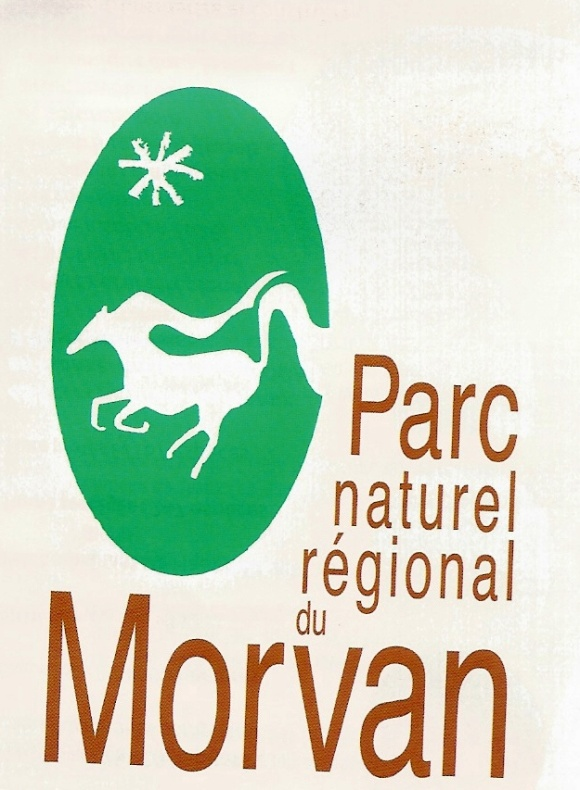 Parc
naturel
régional
du
Morvan